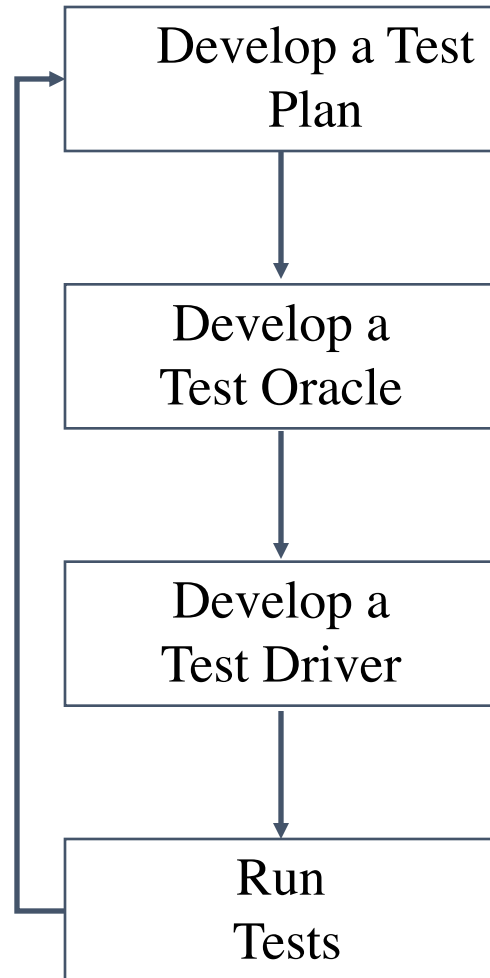 Develop a Test
Plan
Develop a
Test Oracle
Develop a
Test Driver
Run
Tests